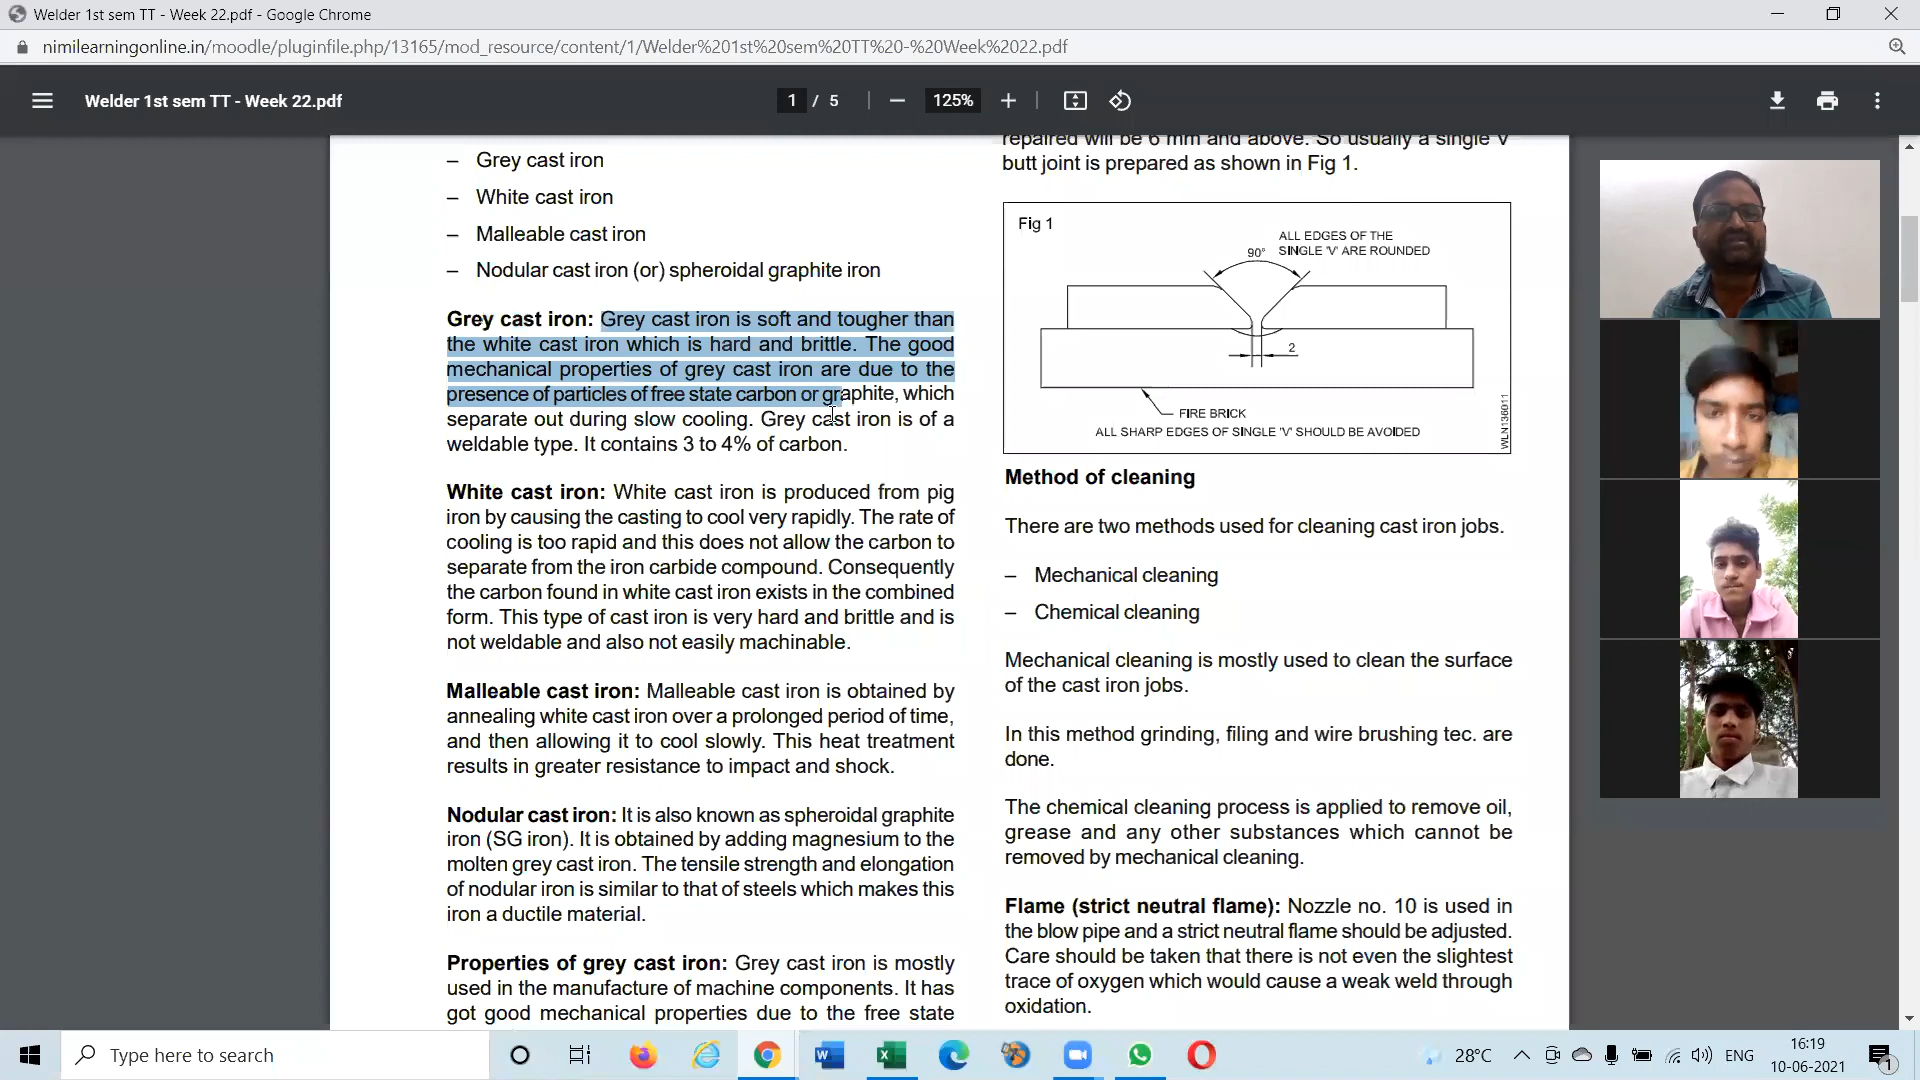 Welder 1st sem TT - Week 22.pdf - Google Chrome
nimilearningonline.in/moodle/pluginfile.php/13165/mod_resource/content/1/Welder%201st%20sem%20TT%20-%20Week%2022.pdf
Welder 1st sem TT - Week 22.pdf
1 / 5
125%
– Grey cast iron
– White cast iron
– Malleable cast iron
– Nodular cast iron (or) spheroidal graphite iron
Grey cast iron: Grey cast iron is soft and tougher than
the white cast iron which is hard and brittle. The good
mechanical properties of grey cast iron are due to the
presence of particles of free state carbon or graphite, which
separate out during slow cooling. Grey cast iron is of a
weldable type. It contains 3 to 4% of carbon.
White cast iron: White cast iron is produced from pig
iron by causing the casting to cool very rapidly. The rate of
cooling is too rapid and this does not allow the carbon to
separate from the iron carbide compound. Consequently
the carbon found in white cast iron exists in the combined
form. This type of cast iron is very hard and brittle and is
not weldable and also not easily machinable.
Malleable cast iron: Malleable cast iron is obtained by
annealing white cast iron over a prolonged period of time,
and then allowing it to cool slowly. This heat treatment
results in greater resistance to impact and shock.
Nodular cast iron: It is also known as spheroidal graphite
iron (SG iron). It is obtained by adding magnesium to the
molten grey cast iron. The tensile strength and elongation
of nodular iron is similar to that of steels which makes this
iron a ductile material.
Properties of grey cast iron: Grey cast iron is mostly
used in the manufacture of machine components. It has
got good mechanical properties due to the free state
repaired will be 6 mm and above. So usually a single V
butt joint is prepared as shown in Fig 1.
Fig 1
ALL EDGES OF THE
SINGLE 'V' ARE ROUNDED
90°
2
FIRE BRICK
ALL SHARP EDGES OF SINGLE 'V' SHOULD BE AVOIDED
WLN136011
Method of cleaning
There are two methods used for cleaning cast iron jobs.
– Mechanical cleaning
– Chemical cleaning
Mechanical cleaning is mostly used to clean the surface
of the cast iron jobs.
In this method grinding, filing and wire brushing tec. are
done.
The chemical cleaning process is applied to remove oil,
grease and any other substances which cannot be
removed by mechanical cleaning.
Flame (strict neutral flame): Nozzle no. 10 is used in
the blow pipe and a strict neutral flame should be adjusted.
Care should be taken that there is not even the slightest
trace of oxygen which would cause a weak weld through
oxidation.
Type here to search
28°C
ENG
16:19
10-06-2021
1